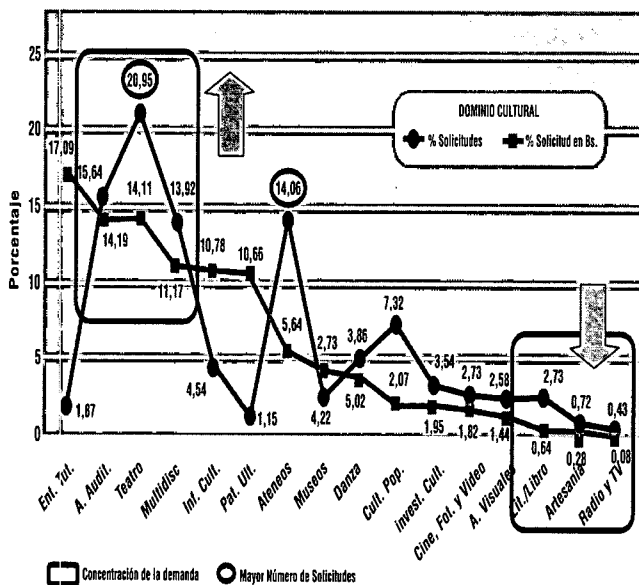 25
20
15
10
5
0
Porcentaje
DOMINIO CULTURAL
% Solicitudes % Solicitud en Bs.
20,95
17,09
15,64
14,11
13,92
14,06
14,19
11,17
10,78
10,66
7,32
5,64
2,73
3,86
3,54
2,73
2,58
2,73
0,72
0,43
1,67
4,54
1,15
4,22
5,02
2,07
1,95
1,82
1,44
0,64
0,28
0,08
Ent. Tut.
A. Audit.
Teatro
Multidisc
Inf. Cult.
Pat. Ult.
Ateneos
Museos
Danza
Cult. Pop.
invest. Cult.
Cine, Fot. y Video
A. Visuales
Lit./Libro
Artesanía
Radio y TV
Concentración de la demanda Mayor Número de Solicitudes